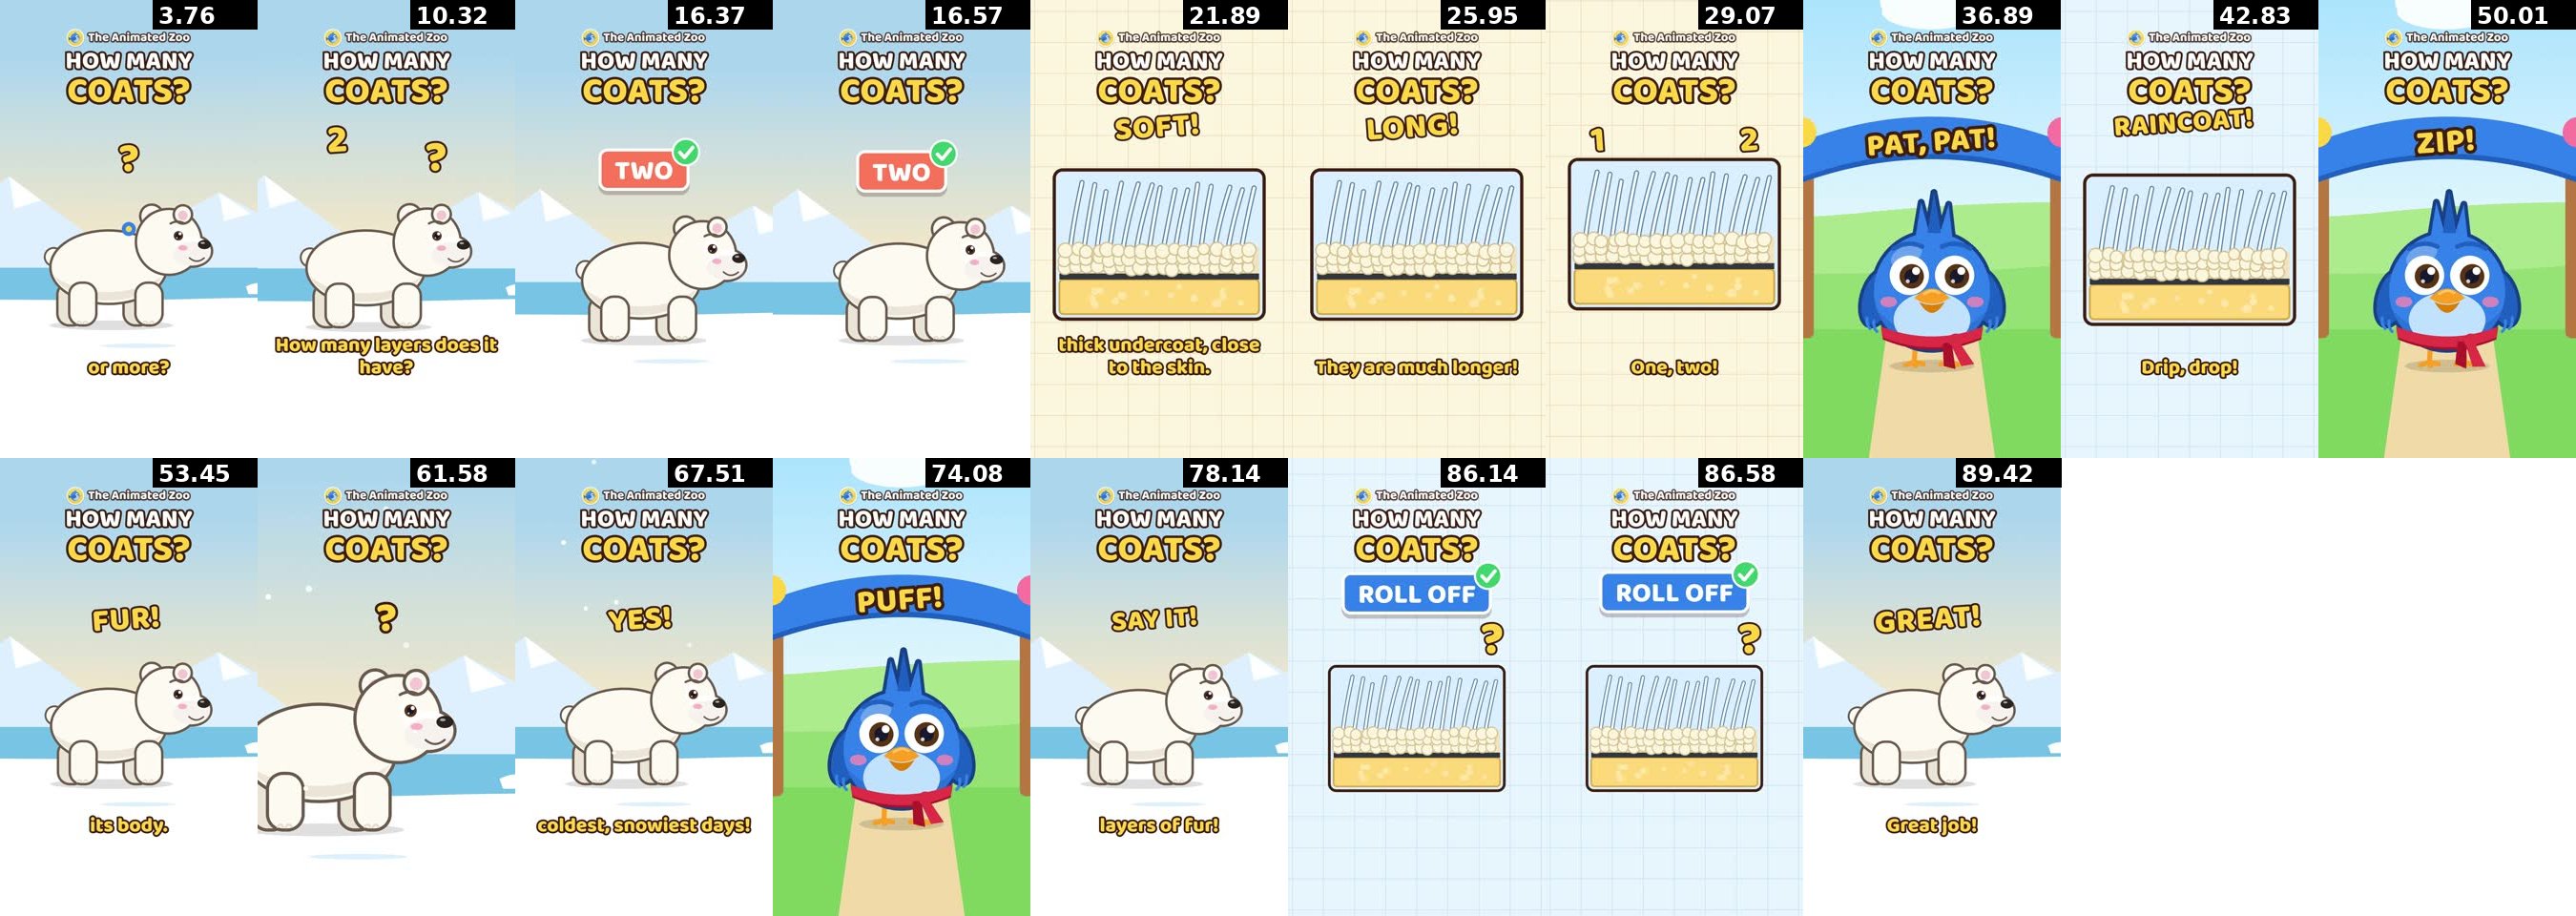 3.76
The Animated Zoo
HOW MANY
COATS?
?
or more?
10.32
The Animated Zoo
HOW MANY
COATS?
2
?
How many layers does it
have?
16.37
The Animated Zoo
HOW MANY
COATS?
TWO
16.57
The Animated Zoo
HOW MANY
COATS?
TWO
21.89
The Animated Zoo
HOW MANY
COATS?
SOFT!
thick undercoat, close
to the skin.
25.95
The Animated Zoo
HOW MANY
COATS?
LONG!
They are much longer!
29.07
The Animated Zoo
HOW MANY
COATS?
1 2
One, two!
36.89
The Animated Zoo
HOW MANY
COATS?
PAT, PAT!
42.83
The Animated Zoo
HOW MANY
COATS?
RAINCOAT!
Drip, drop!
50.01
The Animated Zoo
HOW MANY
COATS?
ZIP!
53.45
The Animated Zoo
HOW MANY
COATS?
FUR!
its body.
61.58
The Animated Zoo
HOW MANY
COATS?
?
67.51
The Animated Zoo
HOW MANY
COATS?
YES!
coldest, snowiest days!
74.08
The Animated Zoo
HOW MANY
COATS?
PUFF!
78.14
The Animated Zoo
HOW MANY
COATS?
SAY IT!
layers of fur!
86.14
The Animated Zoo
HOW MANY
COATS?
ROLL OFF
?
86.58
The Animated Zoo
HOW MANY
COATS?
ROLL OFF
?
89.42
The Animated Zoo
HOW MANY
COATS?
GREAT!
Great job!